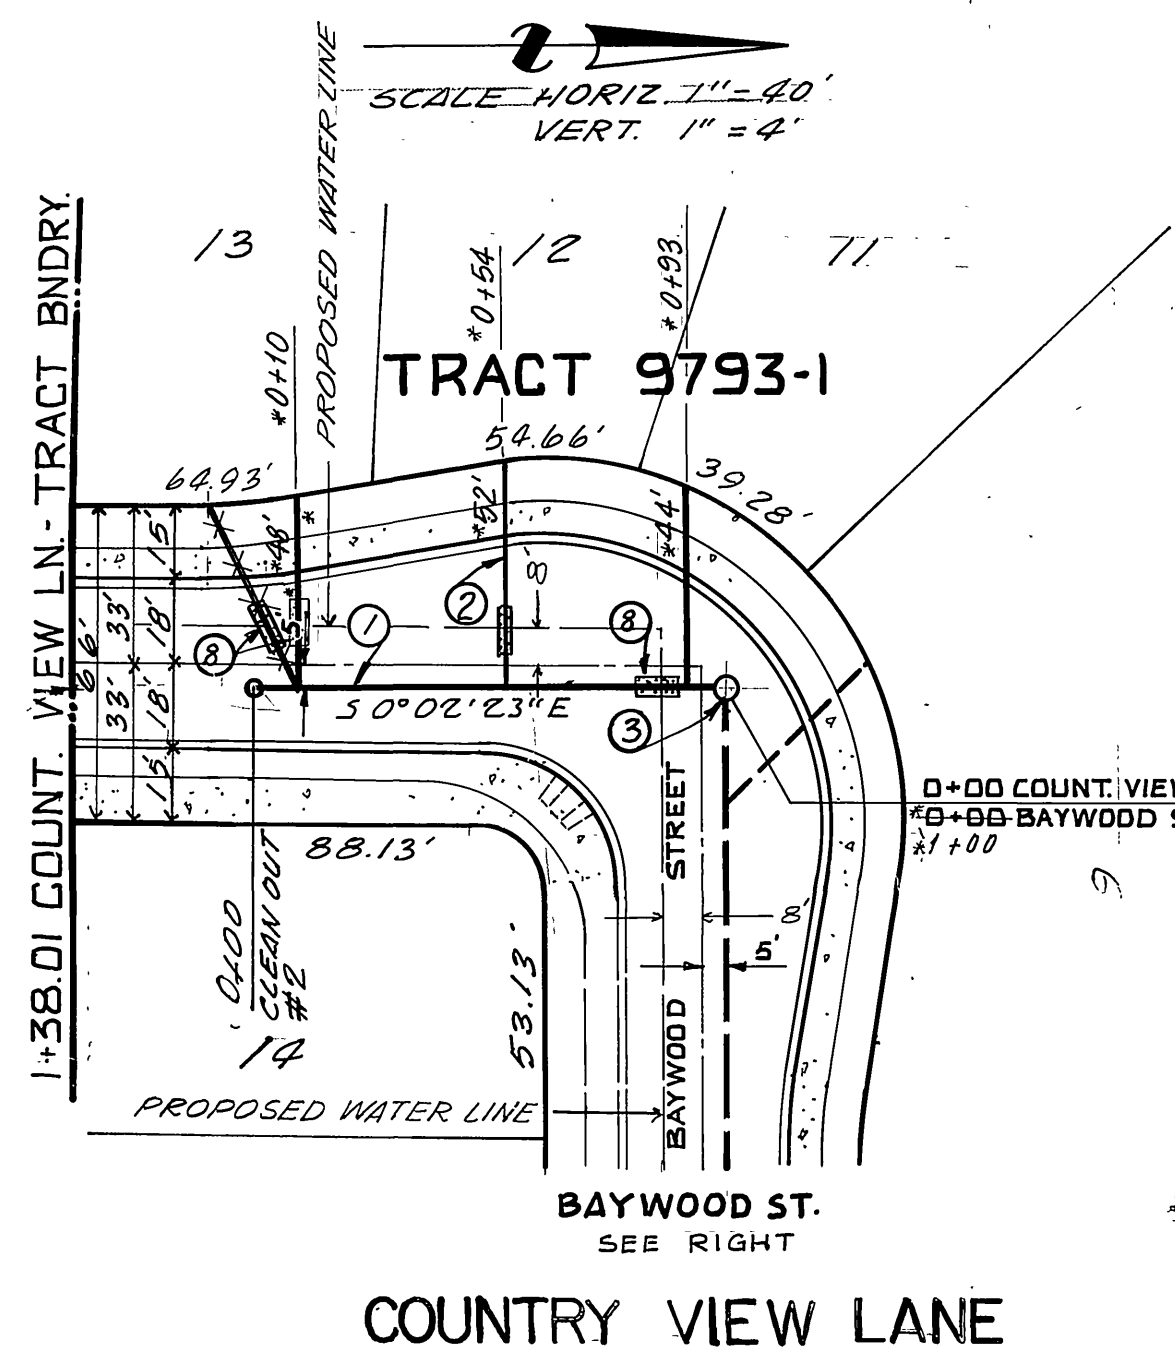 SCALE HORIZ. 1"=40'
VERT. 1"=4'
PROPOSED WATER LINE
13
12
11
*0+10
*0+54
*0+93
TRACT 9793-1
64.93'
54.66'
39.28'
1+38.01 COUNT. VIEW LN.- TRACT BNDRY.
66'
33'
33'
15'
18'
18'
15'
*48'
*52'
*44'
5'
8'
8
1
2
8
3
S 0°02'23" E
0+00 COUNT. VIEW
*0+00 BAYWOOD S
*1+00
88.13'
0+00
CLEAN OUT
#2
14
53.13'
BAYWOOD STREET
8'
5'
PROPOSED WATER LINE
BAYWOOD ST.
SEE RIGHT
COUNTRY VIEW LANE